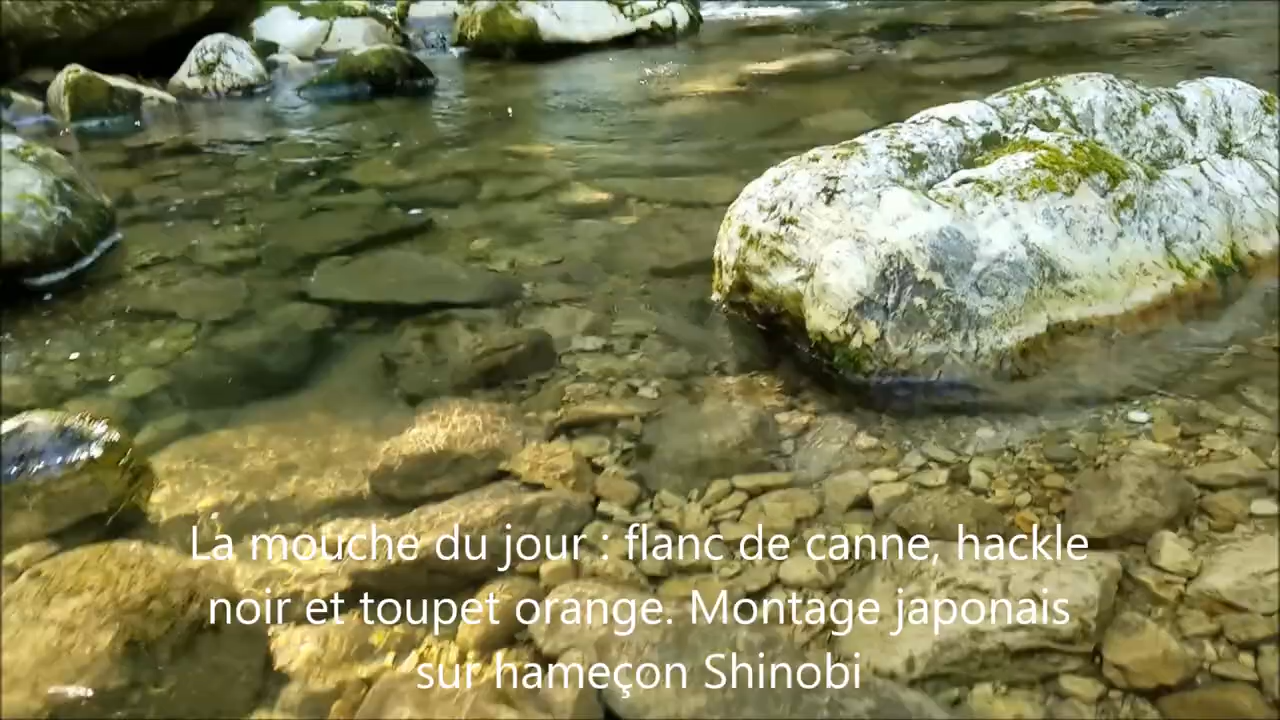 La mouche du jour : flanc de canne, hackle
noir et toupet orange. Montage japonais
sur hameçon Shinobi